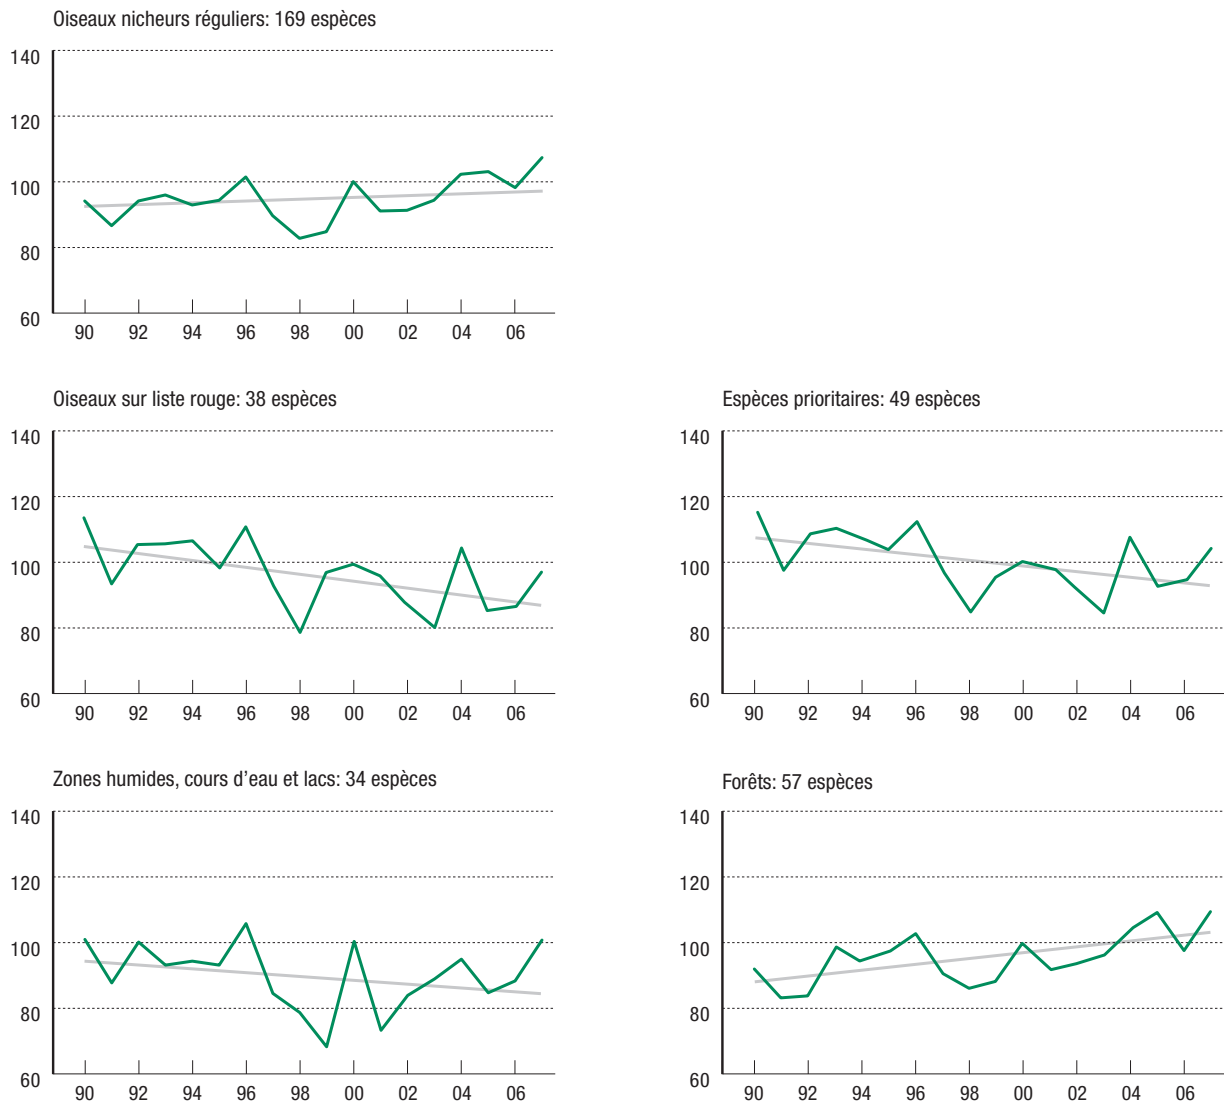 Oiseaux nicheurs réguliers: 169 espèces
140
120
100
80
60
90 92 94 96 98 00 02 04 06
Oiseaux sur liste rouge: 38 espèces
140
120
100
80
60
90 92 94 96 98 00 02 04 06
Espèces prioritaires: 49 espèces
140
120
100
80
60
90 92 94 96 98 00 02 04 06
Zones humides, cours d’eau et lacs: 34 espèces
140
120
100
80
60
90 92 94 96 98 00 02 04 06
Forêts: 57 espèces
140
120
100
80
60
90 92 94 96 98 00 02 04 06